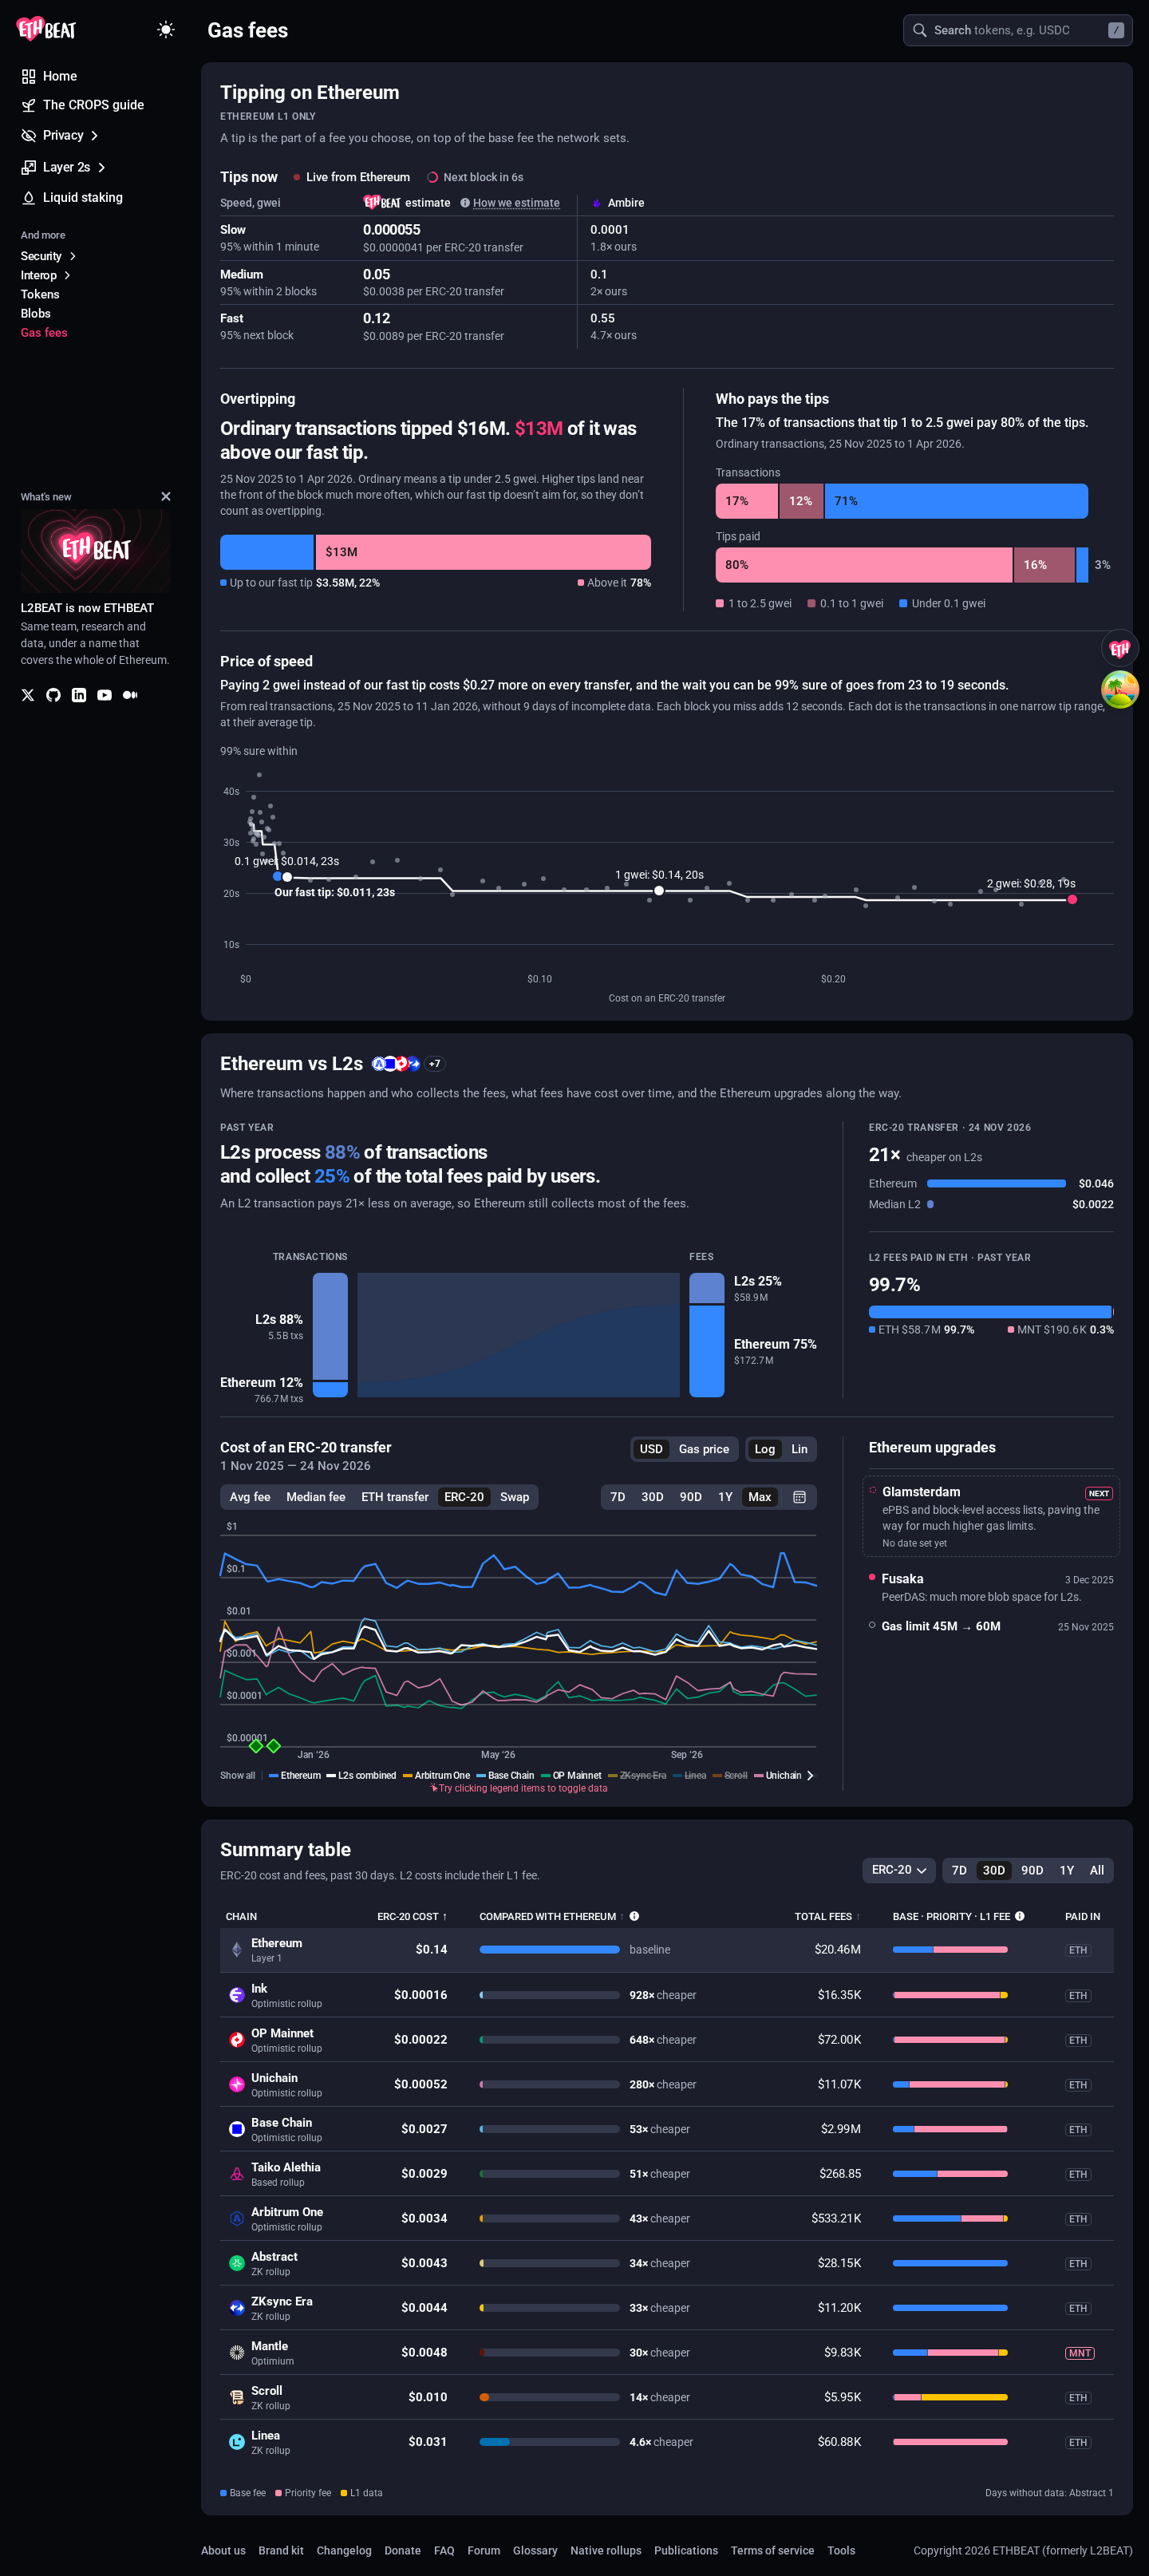 ETH BEAT
Gas fees
Search tokens, e.g. USDC /
Home
The CROPS guide
Privacy
Layer 2s
Liquid staking
And more
Security
Interop
Tokens
Blobs
Gas fees
What's new
ETH BEAT
L2BEAT is now ETHBEAT
Same team, research and
data, under a name that
covers the whole of Ethereum.
Tipping on Ethereum
ETHEREUM L1 ONLY
A tip is the part of a fee you choose, on top of the base fee the network sets.
Tips now Live from Ethereum Next block in 6s
Speed, gwei ETH BEAT estimate How we estimate Ambire
Slow 0.000055 0.0001
95% within 1 minute $0.0000041 per ERC-20 transfer 1.8× ours
Medium 0.05 0.1
95% within 2 blocks $0.0038 per ERC-20 transfer 2× ours
Fast 0.12 0.55
95% next block $0.0089 per ERC-20 transfer 4.7× ours
Overtipping
Ordinary transactions tipped $16M. $13M of it was
above our fast tip.
25 Nov 2025 to 1 Apr 2026. Ordinary means a tip under 2.5 gwei. Higher tips land near
the front of the block much more often, which our fast tip doesn't aim for, so they don't
count as overtipping.
$13M
Up to our fast tip $3.58M, 22% Above it 78%
Who pays the tips
The 17% of transactions that tip 1 to 2.5 gwei pay 80% of the tips.
Ordinary transactions, 25 Nov 2025 to 1 Apr 2026.
Transactions
17% 12% 71%
Tips paid
80% 16% 3%
1 to 2.5 gwei 0.1 to 1 gwei Under 0.1 gwei
ETH
Price of speed
Paying 2 gwei instead of our fast tip costs $0.27 more on every transfer, and the wait you can be 99% sure of goes from 23 to 19 seconds.
From real transactions, 25 Nov 2025 to 11 Jan 2026, without 9 days of incomplete data. Each block you miss adds 12 seconds. Each dot is the transactions in one narrow tip range,
at their average tip.
99% sure within
40s
30s
0.1 gwei: $0.014, 23s
1 gwei: $0.14, 20s
2 gwei: $0.28, 19s
Our fast tip: $0.011, 23s
20s
10s
$0 $0.10 $0.20
Cost on an ERC-20 transfer
Ethereum vs L2s +7
Where transactions happen and who collects the fees, what fees have cost over time, and the Ethereum upgrades along the way.
PAST YEAR
L2s process 88% of transactions
and collect 25% of the total fees paid by users.
An L2 transaction pays 21× less on average, so Ethereum still collects most of the fees.
TRANSACTIONS FEES
L2s 88%
5.5B txs
Ethereum 12%
766.7M txs
L2s 25%
$58.9M
Ethereum 75%
$172.7M
ERC-20 TRANSFER · 24 NOV 2026
21× cheaper on L2s
Ethereum $0.046
Median L2 $0.0022
L2 FEES PAID IN ETH · PAST YEAR
99.7%
ETH $58.7M 99.7% MNT $190.6K 0.3%
Cost of an ERC-20 transfer
1 Nov 2025 — 24 Nov 2026
USD Gas price Log Lin
Avg fee Median fee ETH transfer ERC-20 Swap 7D 30D 90D 1Y Max
$1
$0.1
$0.01
$0.001
$0.0001
$0.00001
Jan '26 May '26 Sep '26
Show all Ethereum L2s combined Arbitrum One Base Chain OP Mainnet ZKsync Era Linea Scroll Unichain
Try clicking legend items to toggle data
Ethereum upgrades
Glamsterdam NEXT
ePBS and block-level access lists, paving the
way for much higher gas limits.
No date set yet
Fusaka 3 Dec 2025
PeerDAS: much more blob space for L2s.
Gas limit 45M → 60M 25 Nov 2025
Summary table
ERC-20 cost and fees, past 30 days. L2 costs include their L1 fee.
ERC-20 7D 30D 90D 1Y All
CHAIN ERC-20 COST ↑ COMPARED WITH ETHEREUM ↑ TOTAL FEES ↑ BASE · PRIORITY · L1 FEE PAID IN
Ethereum $0.14 baseline $20.46M ETH
Layer 1
Ink $0.00016 928× cheaper $16.35K ETH
Optimistic rollup
OP Mainnet $0.00022 648× cheaper $72.00K ETH
Optimistic rollup
Unichain $0.00052 280× cheaper $11.07K ETH
Optimistic rollup
Base Chain $0.0027 53× cheaper $2.99M ETH
Optimistic rollup
Taiko Alethia $0.0029 51× cheaper $268.85 ETH
Based rollup
Arbitrum One $0.0034 43× cheaper $533.21K ETH
Optimistic rollup
Abstract $0.0043 34× cheaper $28.15K ETH
ZK rollup
ZKsync Era $0.0044 33× cheaper $11.20K ETH
ZK rollup
Mantle $0.0048 30× cheaper $9.83K MNT
Optimium
Scroll $0.010 14× cheaper $5.95K ETH
ZK rollup
Linea $0.031 4.6× cheaper $60.88K ETH
ZK rollup
Base fee Priority fee L1 data Days without data: Abstract 1
About us Brand kit Changelog Donate FAQ Forum Glossary Native rollups Publications Terms of service Tools Copyright 2026 ETHBEAT (formerly L2BEAT)